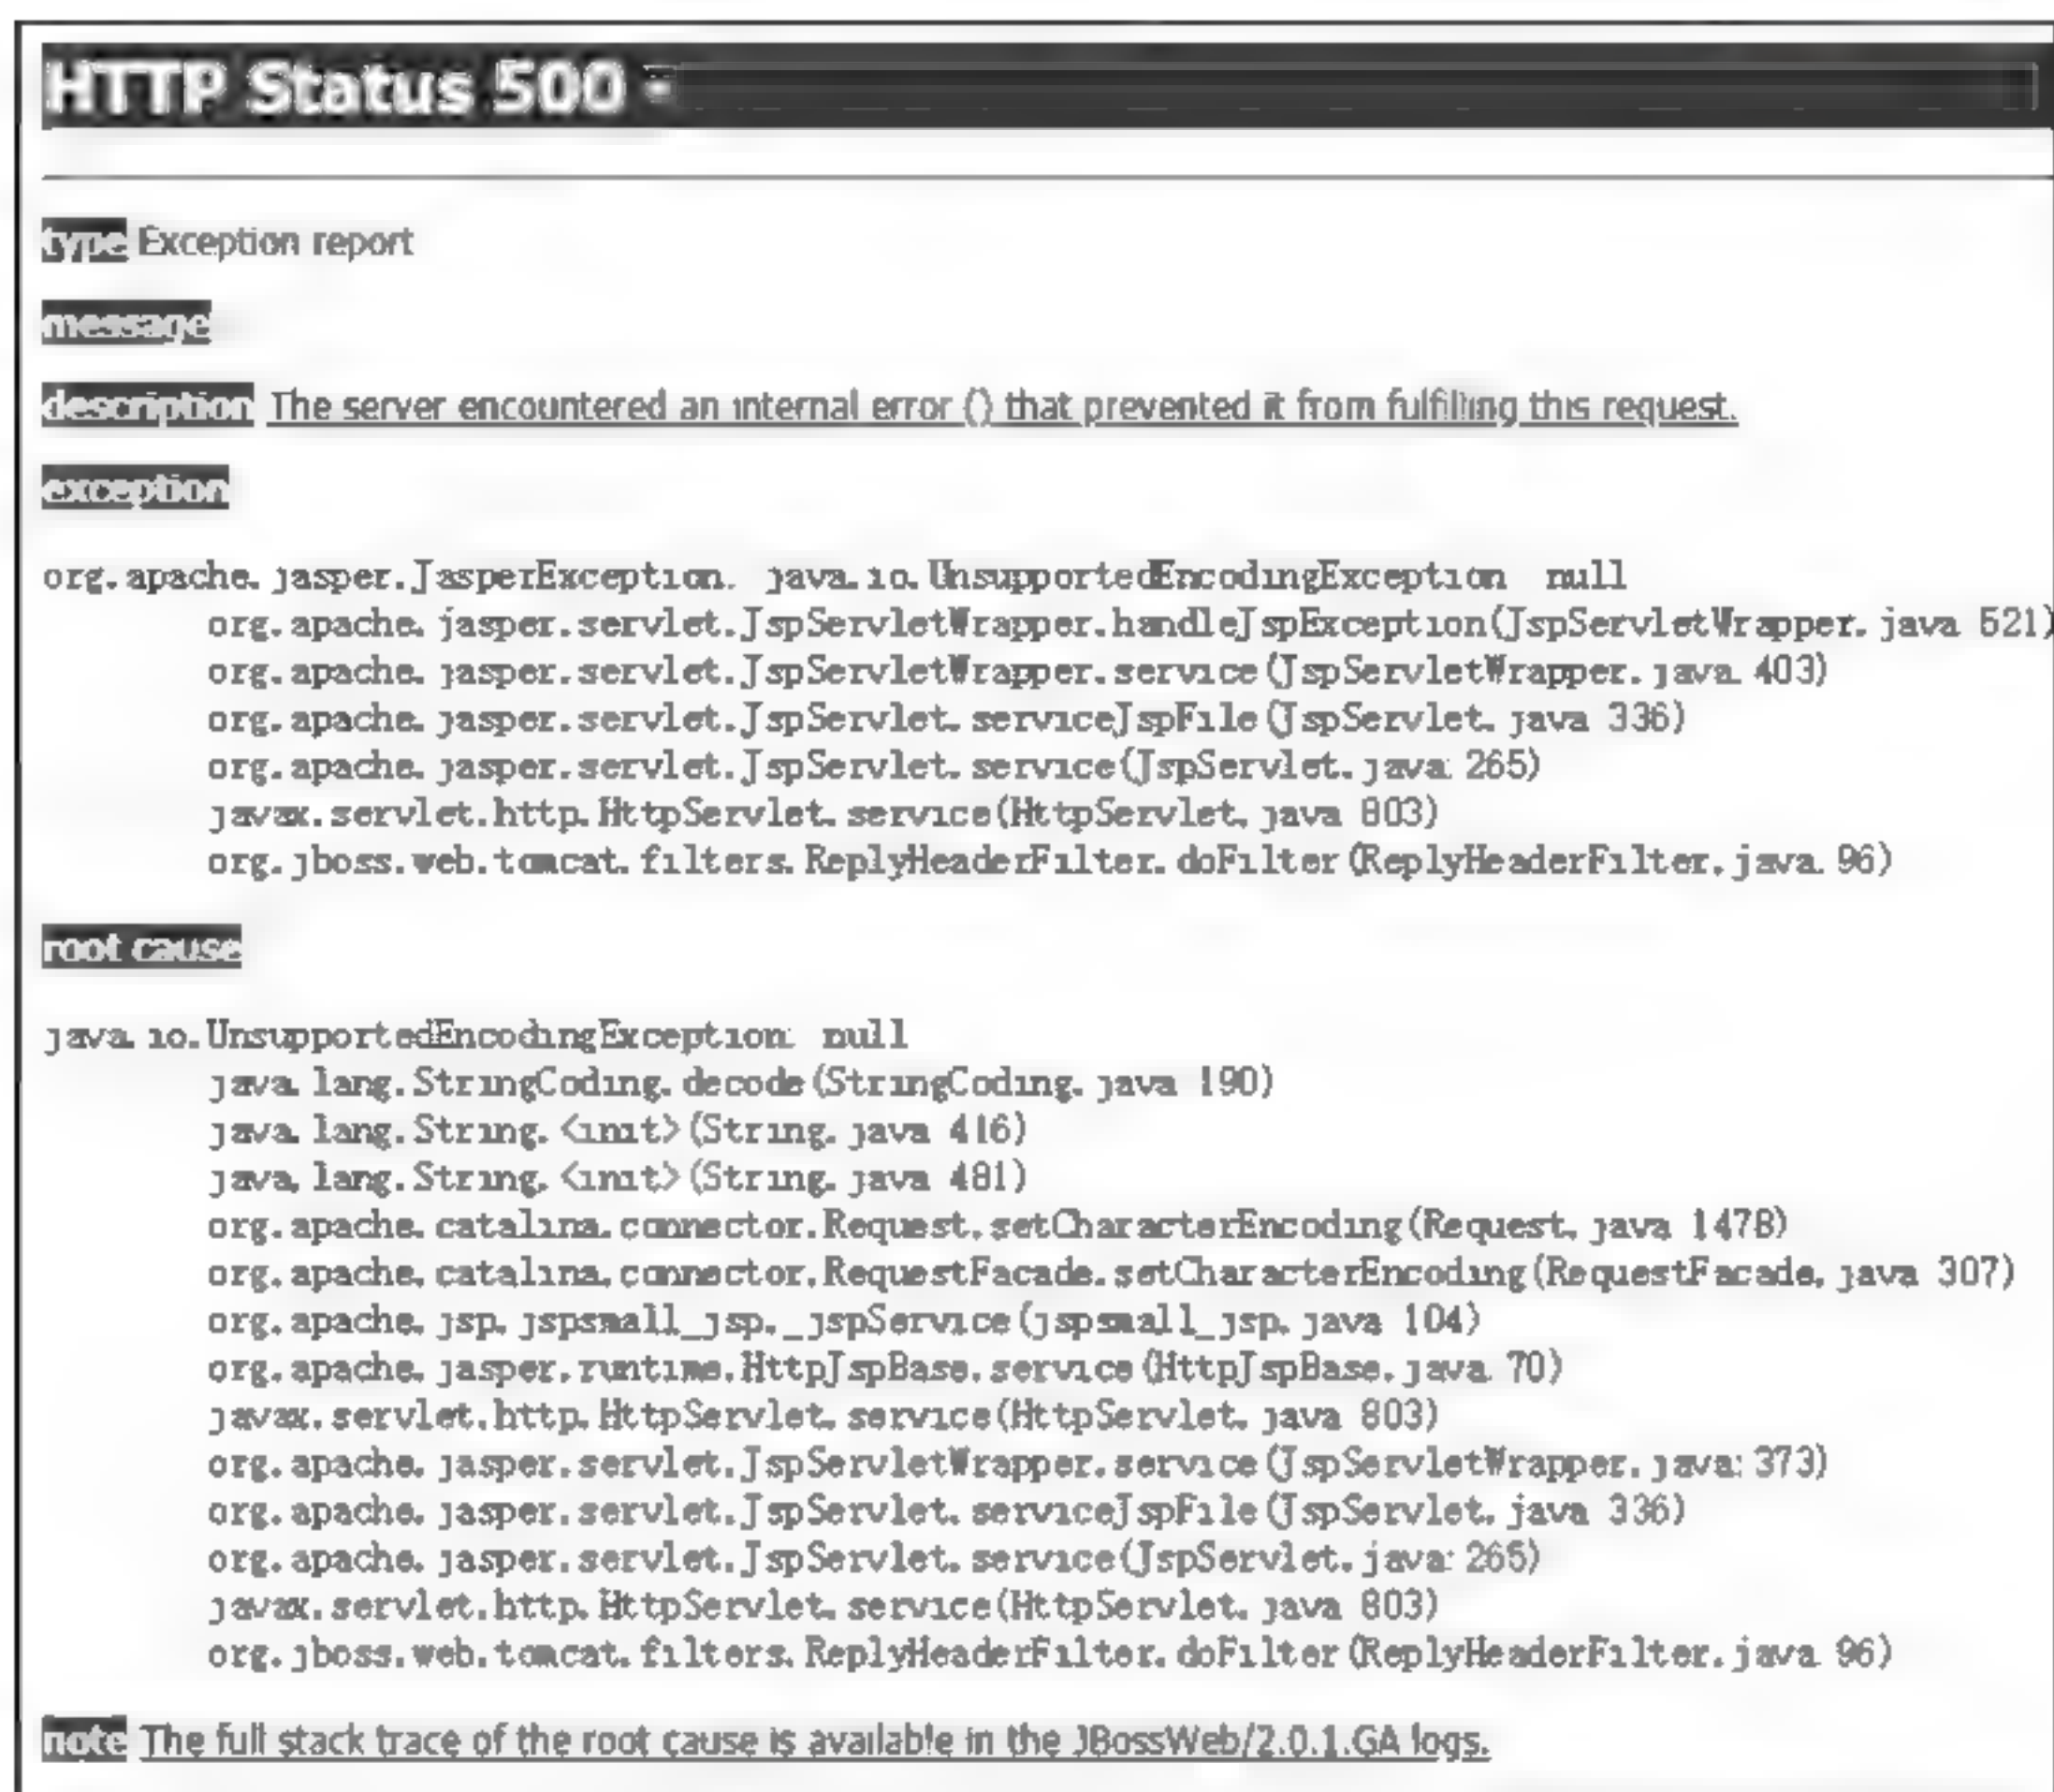 HTTP Status 500 -
type Exception report
message
description The server encountered an internal error () that prevented it from fulfilling this request.
exception
org.apache.jasper.JasperException: java.io.UnsupportedEncodingException: null
org.apache.jasper.servlet.JspServletWrapper.handleJspException(JspServletWrapper.java:521)
org.apache.jasper.servlet.JspServletWrapper.service(JspServletWrapper.java:403)
org.apache.jasper.servlet.JspServlet.serviceJspFile(JspServlet.java:336)
org.apache.jasper.servlet.JspServlet.service(JspServlet.java:265)
javax.servlet.http.HttpServlet.service(HttpServlet.java:803)
org.jboss.web.tomcat.filters.ReplyHeaderFilter.doFilter(ReplyHeaderFilter.java:96)
root cause
java.io.UnsupportedEncodingException: null
java.lang.StringCoding.decode(StringCoding.java:190)
java.lang.String.<init>(String.java:416)
java.lang.String.<init>(String.java:481)
org.apache.catalina.connector.Request.setCharacterEncoding(Request.java:1478)
org.apache.catalina.connector.RequestFacade.setCharacterEncoding(RequestFacade.java:307)
org.apache.jsp.jspsmall_jsp._jspService(jspsmall_jsp.java:104)
org.apache.jasper.runtime.HttpJspBase.service(HttpJspBase.java:70)
javax.servlet.http.HttpServlet.service(HttpServlet.java:803)
org.apache.jasper.servlet.JspServletWrapper.service(JspServletWrapper.java:373)
org.apache.jasper.servlet.JspServlet.serviceJspFile(JspServlet.java:336)
org.apache.jasper.servlet.JspServlet.service(JspServlet.java:265)
javax.servlet.http.HttpServlet.service(HttpServlet.java:803)
org.jboss.web.tomcat.filters.ReplyHeaderFilter.doFilter(ReplyHeaderFilter.java:96)
note The full stack trace of the root cause is available in the JBossWeb/2.0.1.GA logs.